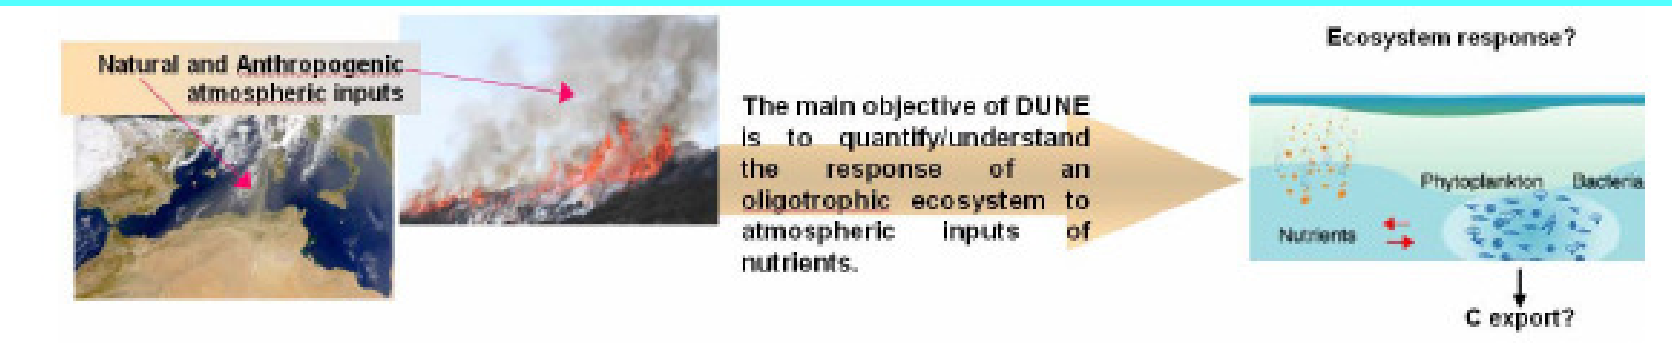 Natural and Anthropogenic
atmospheric inputs
The main objective of DUNE
is to quantify/understand
the response of an
oligotrophic ecosystem to
atmospheric inputs of
nutrients.
Ecosystem response?
Phytoplankton Bacteria
Nutrients
C export?